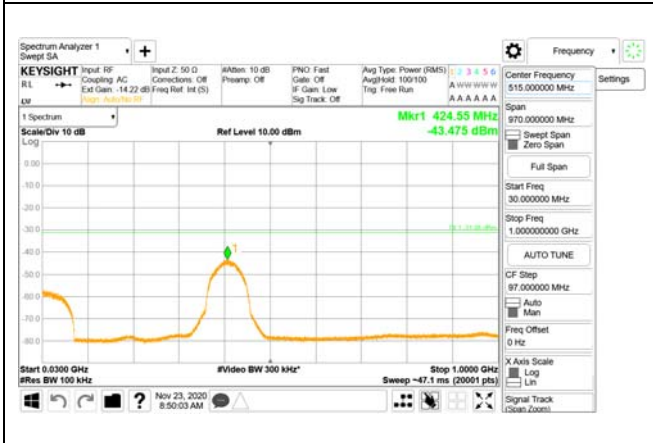 Spectrum Analyzer 1
Swept SA
+
Frequency
KEYSIGHT Input: RF Input Z: 50 Ω #Atten: 10 dB PNO: Fast Avg Type: Power (RMS) 1 2 3 4 5 6
RL Coupling: AC Corrections: Off Preamp: Off Gate: Off Avg|Hold: 100/100 A W W W W W
Ext Gain: -14.22 dB Freq Ref: Int (S) IF Gain: Low Trig: Free Run
Align: Auto/No RF Sig Track: Off A A A A A A
1 Spectrum
Mkr1 424.55 MHz
Scale/Div 10 dB Ref Level 10.00 dBm -43.475 dBm
Log
0.00
-10.0
-20.0
-30.0
-40.0
-50.0
-60.0
-70.0
-80.0
1
Start 0.0300 GHz #Video BW 300 kHz* Stop 1.0000 GHz
#Res BW 100 kHz Sweep ~47.1 ms (20001 pts)
? Nov 23, 2020
8:50:03 AM
Center Frequency
515.000000 MHz
Settings
Span
970.000000 MHz
Swept Span
Zero Span
Full Span
Start Freq
30.000000 MHz
Stop Freq
1.000000000 GHz
AUTO TUNE
CF Step
97.000000 MHz
Auto
Man
Freq Offset
0 Hz
X Axis Scale
Log
Lin
Signal Track
(Span Zoom)